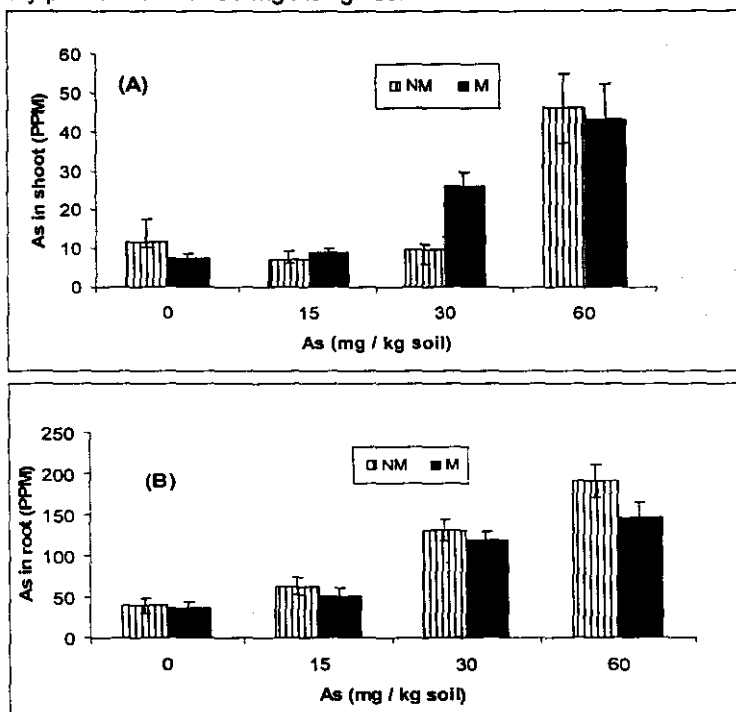 (A)
NM M
60
50
40
30
20
10
0
As in shoot (PPM)
0 15 30 60
As (mg / kg soil)
(B)
NM M
250
200
150
100
50
0
As in root (PPM)
0 15 30 60
As (mg / kg soil)